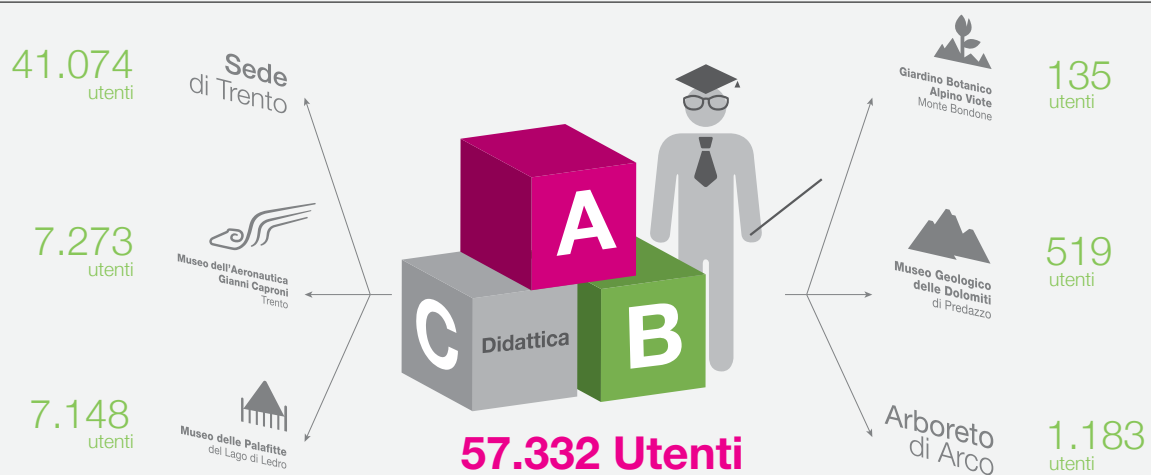 41.074
utenti
Sede
di Trento
7.273
utenti
Museo dell'Aeronautica
Gianni Caproni
Trento
7.148
utenti
Museo delle Palafitte
del Lago di Ledro
A
C
Didattica
B
57.332 Utenti
Giardino Botanico
Alpino Viote
Monte Bondone
135
utenti
Museo Geologico
delle Dolomiti
di Predazzo
519
utenti
Arboreto
di Arco
1.183
utenti